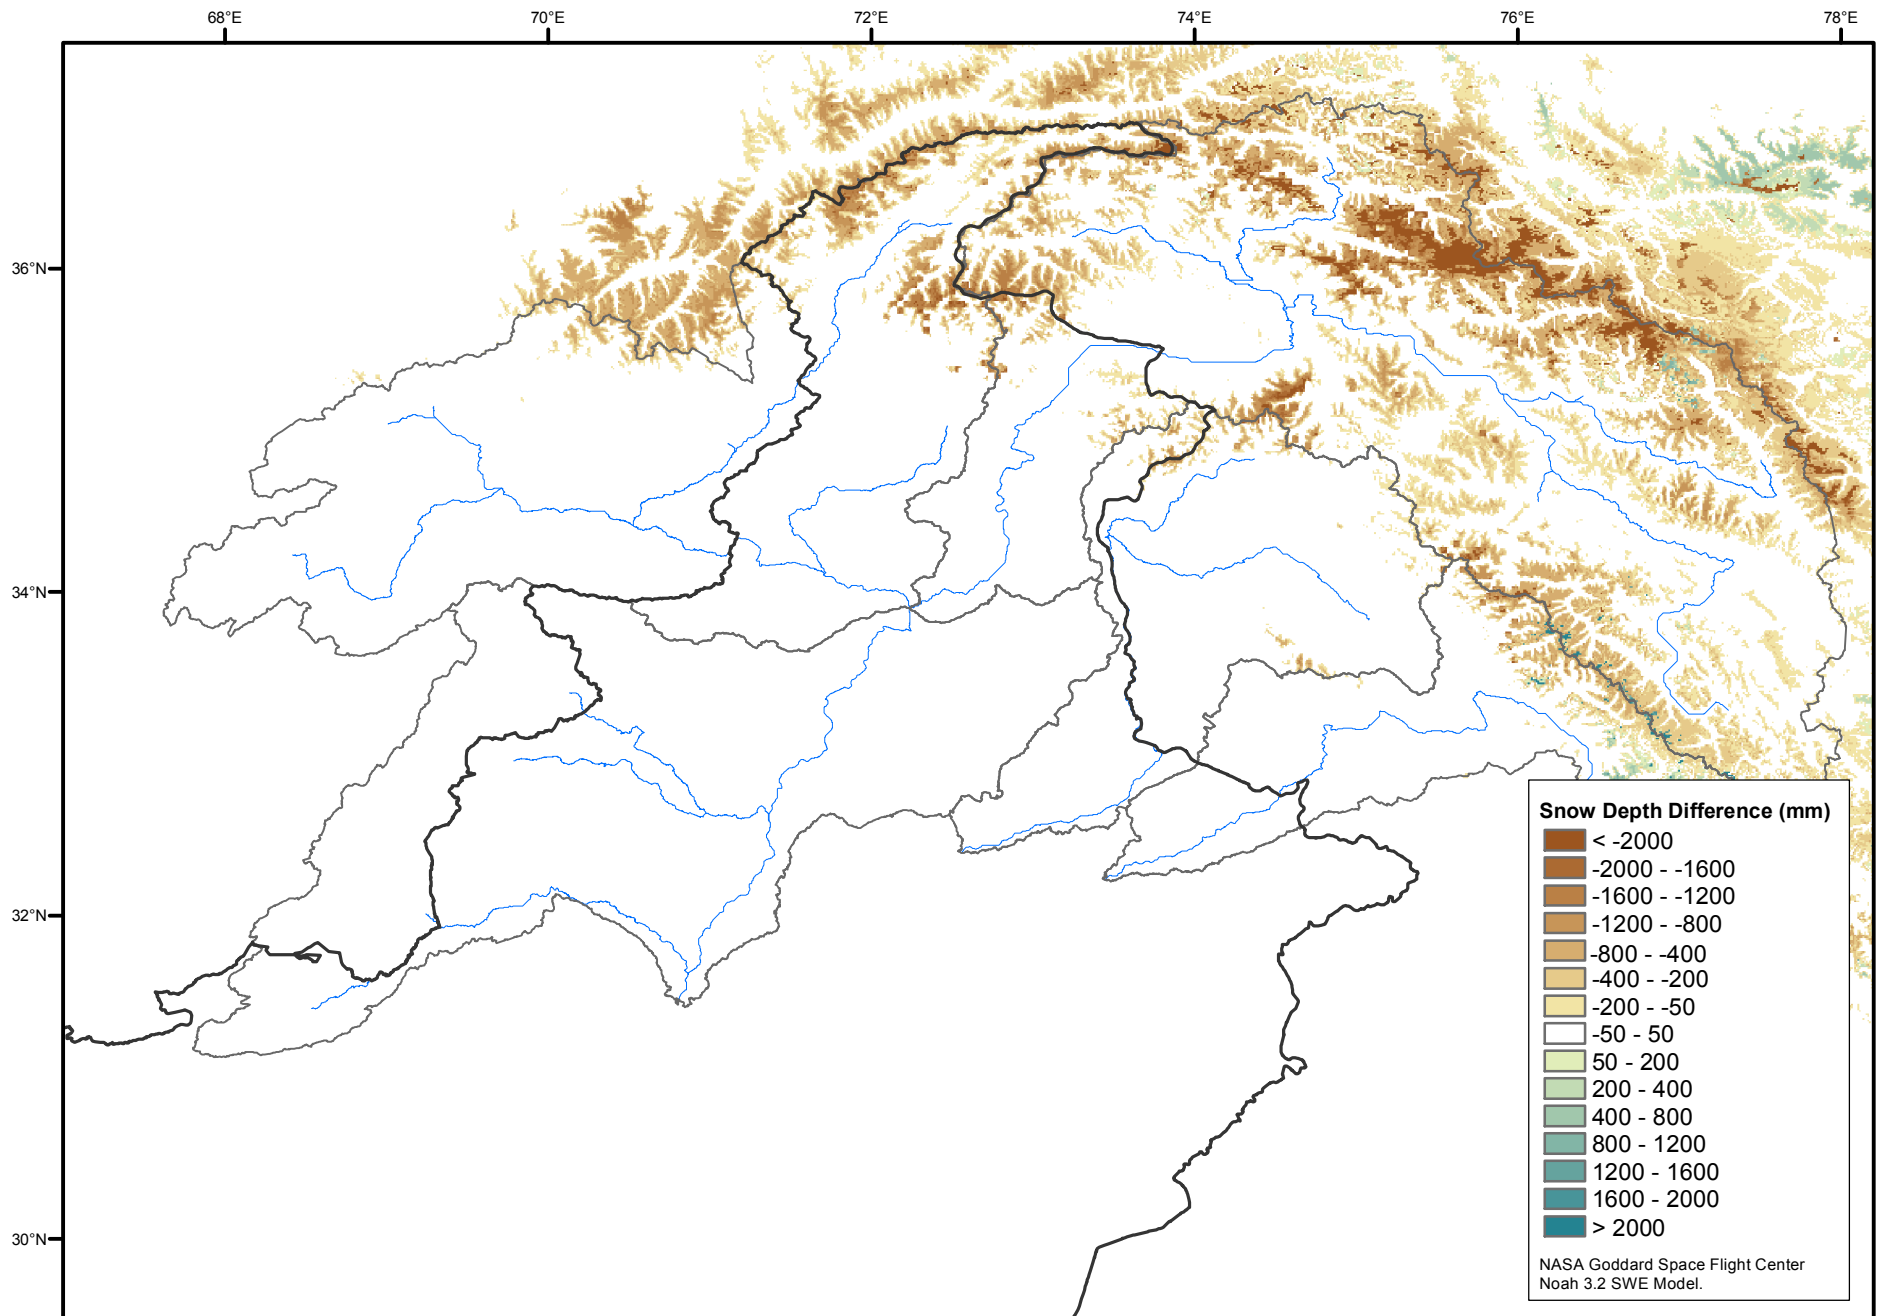 68°E 70°E 72°E 74°E 76°E 78°E
36°N
34°N
32°N
30°N
Snow Depth Difference (mm)
< -2000
-2000 - -1600
-1600 - -1200
-1200 - -800
-800 - -400
-400 - -200
-200 - -50
-50 - 50
50 - 200
200 - 400
400 - 800
800 - 1200
1200 - 1600
1600 - 2000
> 2000
NASA Goddard Space Flight Center
Noah 3.2 SWE Model.